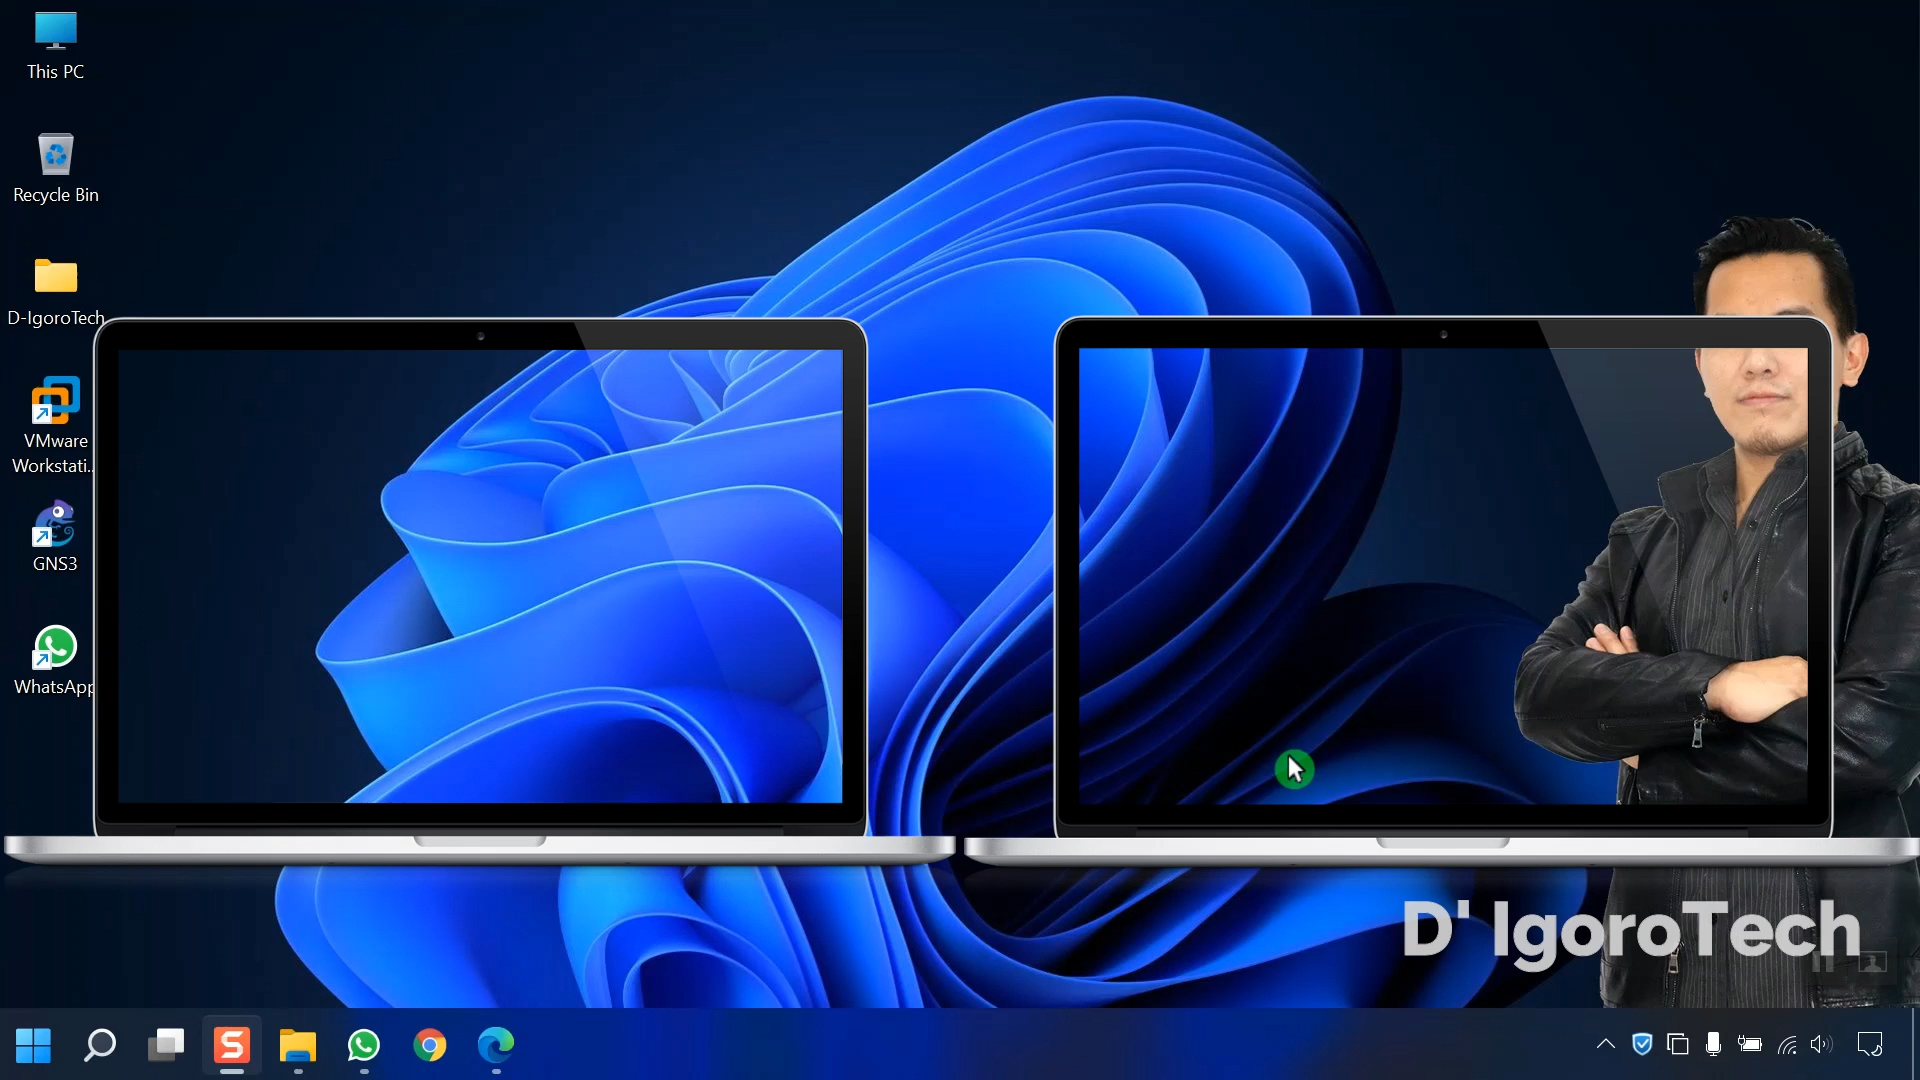 This PC
Recycle Bin
D-IgoroTech
VMware
Workstati...
GNS3
WhatsApp
D' IgoroTech